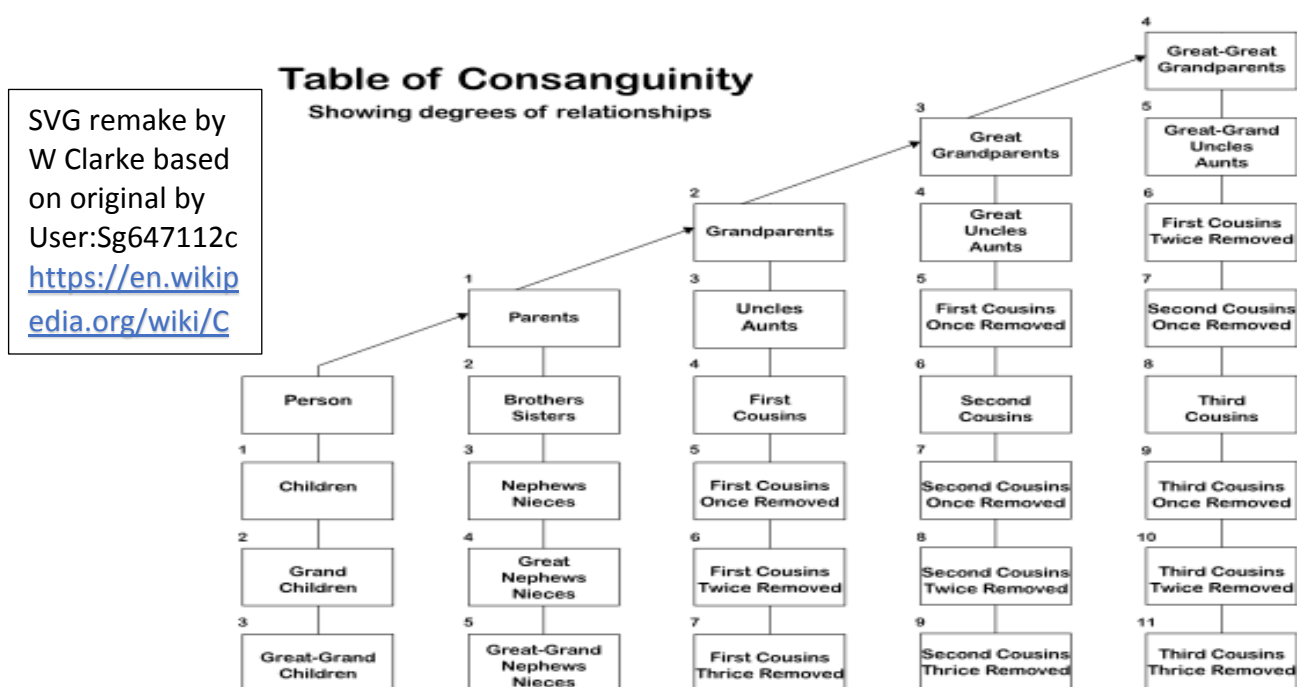 Table of Consanguinity
Showing degrees of relationships
SVG remake by
W Clarke based
on original by
User:Sg647112c
https://en.wikip
edia.org/wiki/C
Person
1
Children
2
Grand
Children
3
Great-Grand
Children
1
Parents
2
Brothers
Sisters
3
Nephews
Nieces
4
Great
Nephews
Nieces
5
Great-Grand
Nephews
Nieces
2
Grandparents
3
Uncles
Aunts
4
First
Cousins
5
First Cousins
Once Removed
6
First Cousins
Twice Removed
7
First Cousins
Thrice Removed
3
Great
Grandparents
4
Great
Uncles
Aunts
5
First Cousins
Once Removed
6
Second
Cousins
7
Second Cousins
Once Removed
8
Second Cousins
Twice Removed
9
Second Cousins
Thrice Removed
4
Great-Great
Grandparents
5
Great-Grand
Uncles
Aunts
6
First Cousins
Twice Removed
7
Second Cousins
Once Removed
8
Third
Cousins
9
Third Cousins
Once Removed
10
Third Cousins
Twice Removed
11
Third Cousins
Thrice Removed